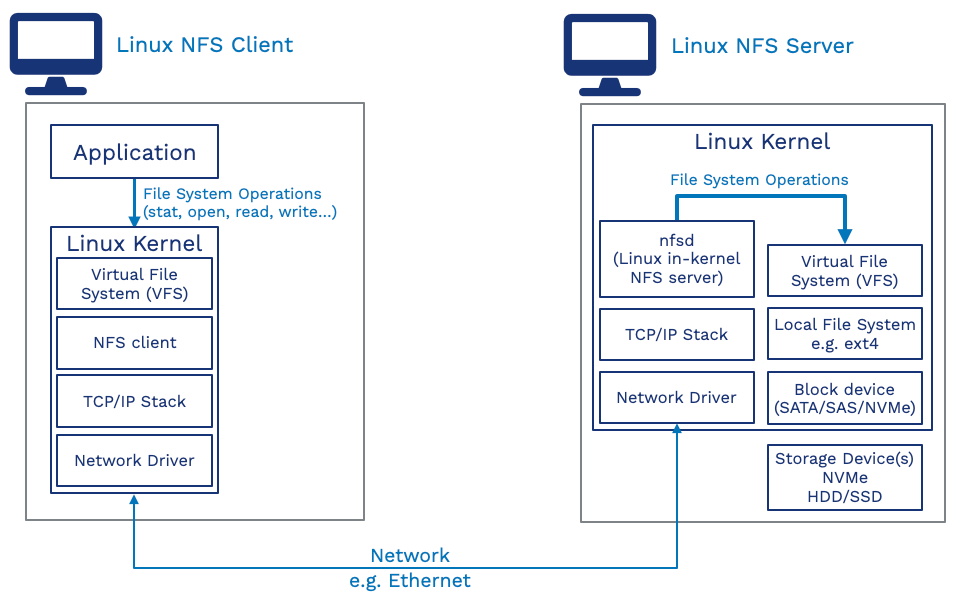 Linux NFS Client
Application
File System Operations
(stat, open, read, write...)
Linux Kernel
Virtual File
System (VFS)
NFS client
TCP/IP Stack
Network Driver
Linux NFS Server
Linux Kernel
File System Operations
nfsd
(Linux in-kernel
NFS server)
TCP/IP Stack
Network Driver
Virtual File
System (VFS)
Local File System
e.g. ext4
Block device
(SATA/SAS/NVMe)
Storage Device(s)
NVMe
HDD/SSD
Network
e.g. Ethernet